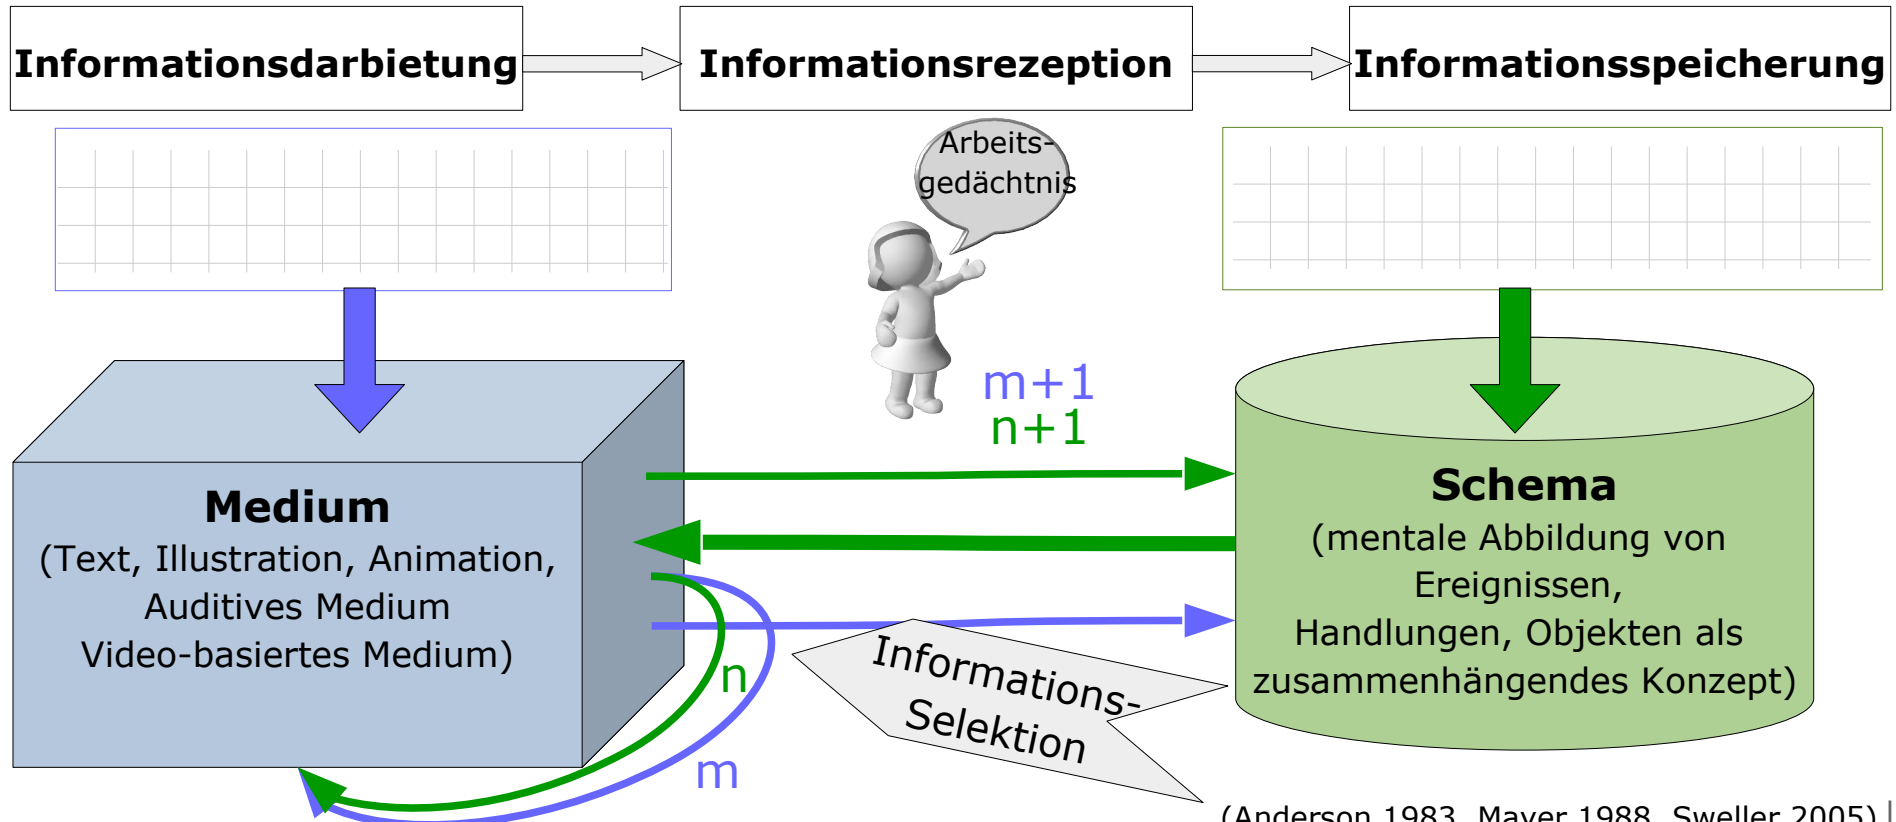 Informationsdarbietung
Informationsrezeption
Informationsspeicherung
Arbeits-
gedächtnis
m+1
n+1
Medium
(Text, Illustration, Animation,
Auditives Medium
Video-basiertes Medium)
Schema
(mentale Abbildung von
Ereignissen,
Handlungen, Objekten als
zusammenhängendes Konzept)
n
m
Informations-
Selektion
(Anderson 1983, Mayer 1988, Sweller 2005)